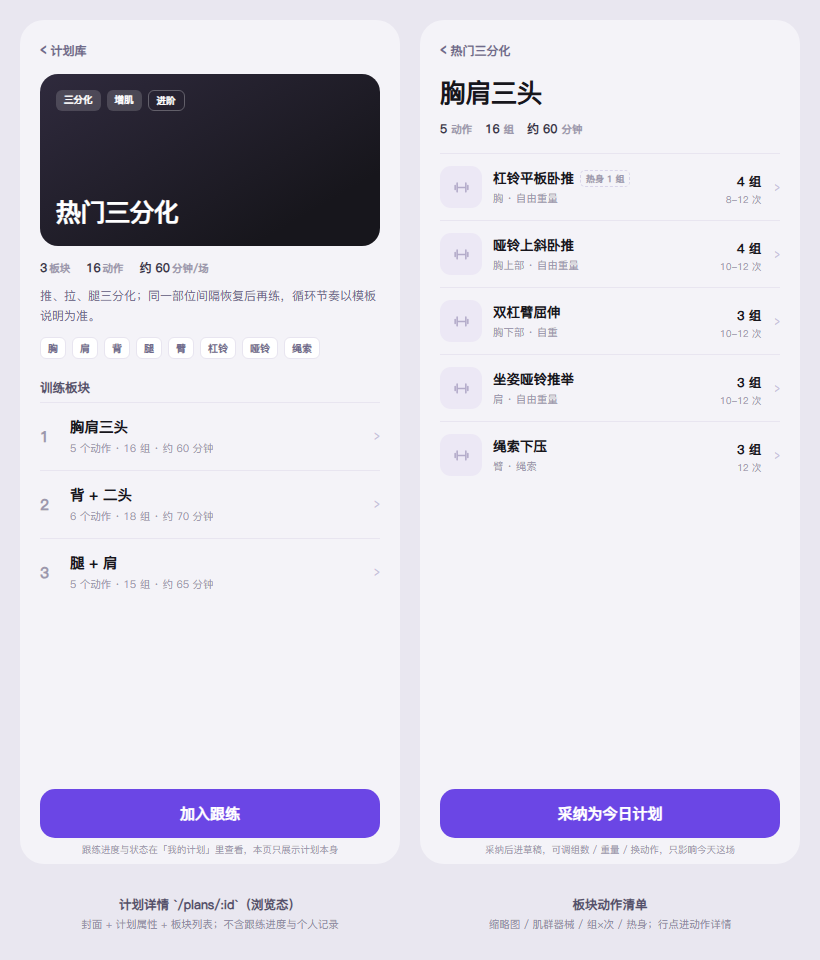 < 计划库
三分化 增肌 进阶
热门三分化
3 板块 16 动作 约 60 分钟/场
推、拉、腿三分化；同一部位间隔恢复后再练，循环节奏以模板
说明为准。
胸 肩 背 腿 臂 杠铃 哑铃 绳索
训练板块
1 胸肩三头 >
5 个动作 · 16 组 · 约 60 分钟
2 背 + 二头 >
6 个动作 · 18 组 · 约 70 分钟
3 腿 + 肩 >
5 个动作 · 15 组 · 约 65 分钟
加入跟练
跟练进度与状态在「我的计划」里查看，本页只展示计划本身
计划详情 `/plans/:id`（浏览态）
封面 + 计划属性 + 板块列表；不含跟练进度与个人记录
< 热门三分化
胸肩三头
5 动作 16 组 约 60 分钟
杠铃平板卧推 热身 1 组 4 组 >
胸 · 自由重量 8–12 次
哑铃上斜卧推 4 组 >
胸上部 · 自由重量 10–12 次
双杠臂屈伸 3 组 >
胸下部 · 自重 10–12 次
坐姿哑铃推举 3 组 >
肩 · 自由重量 10–12 次
绳索下压 3 组 >
臂 · 绳索 12 次
采纳为今日计划
采纳后进草稿，可调组数 / 重量 / 换动作，只影响今天这场
板块动作清单
缩略图 / 肌群器械 / 组×次 / 热身；行点进动作详情